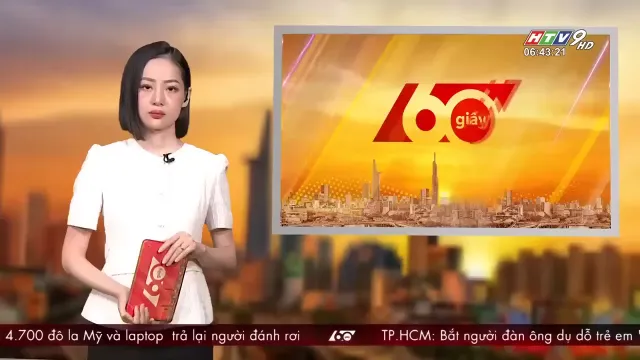 HTV9 HD
06:43:21
60 giây
60
4.700 đô la Mỹ và laptop trả lại người đánh rơi 60 TP.HCM: Bắt người đàn ông dụ dỗ trẻ em